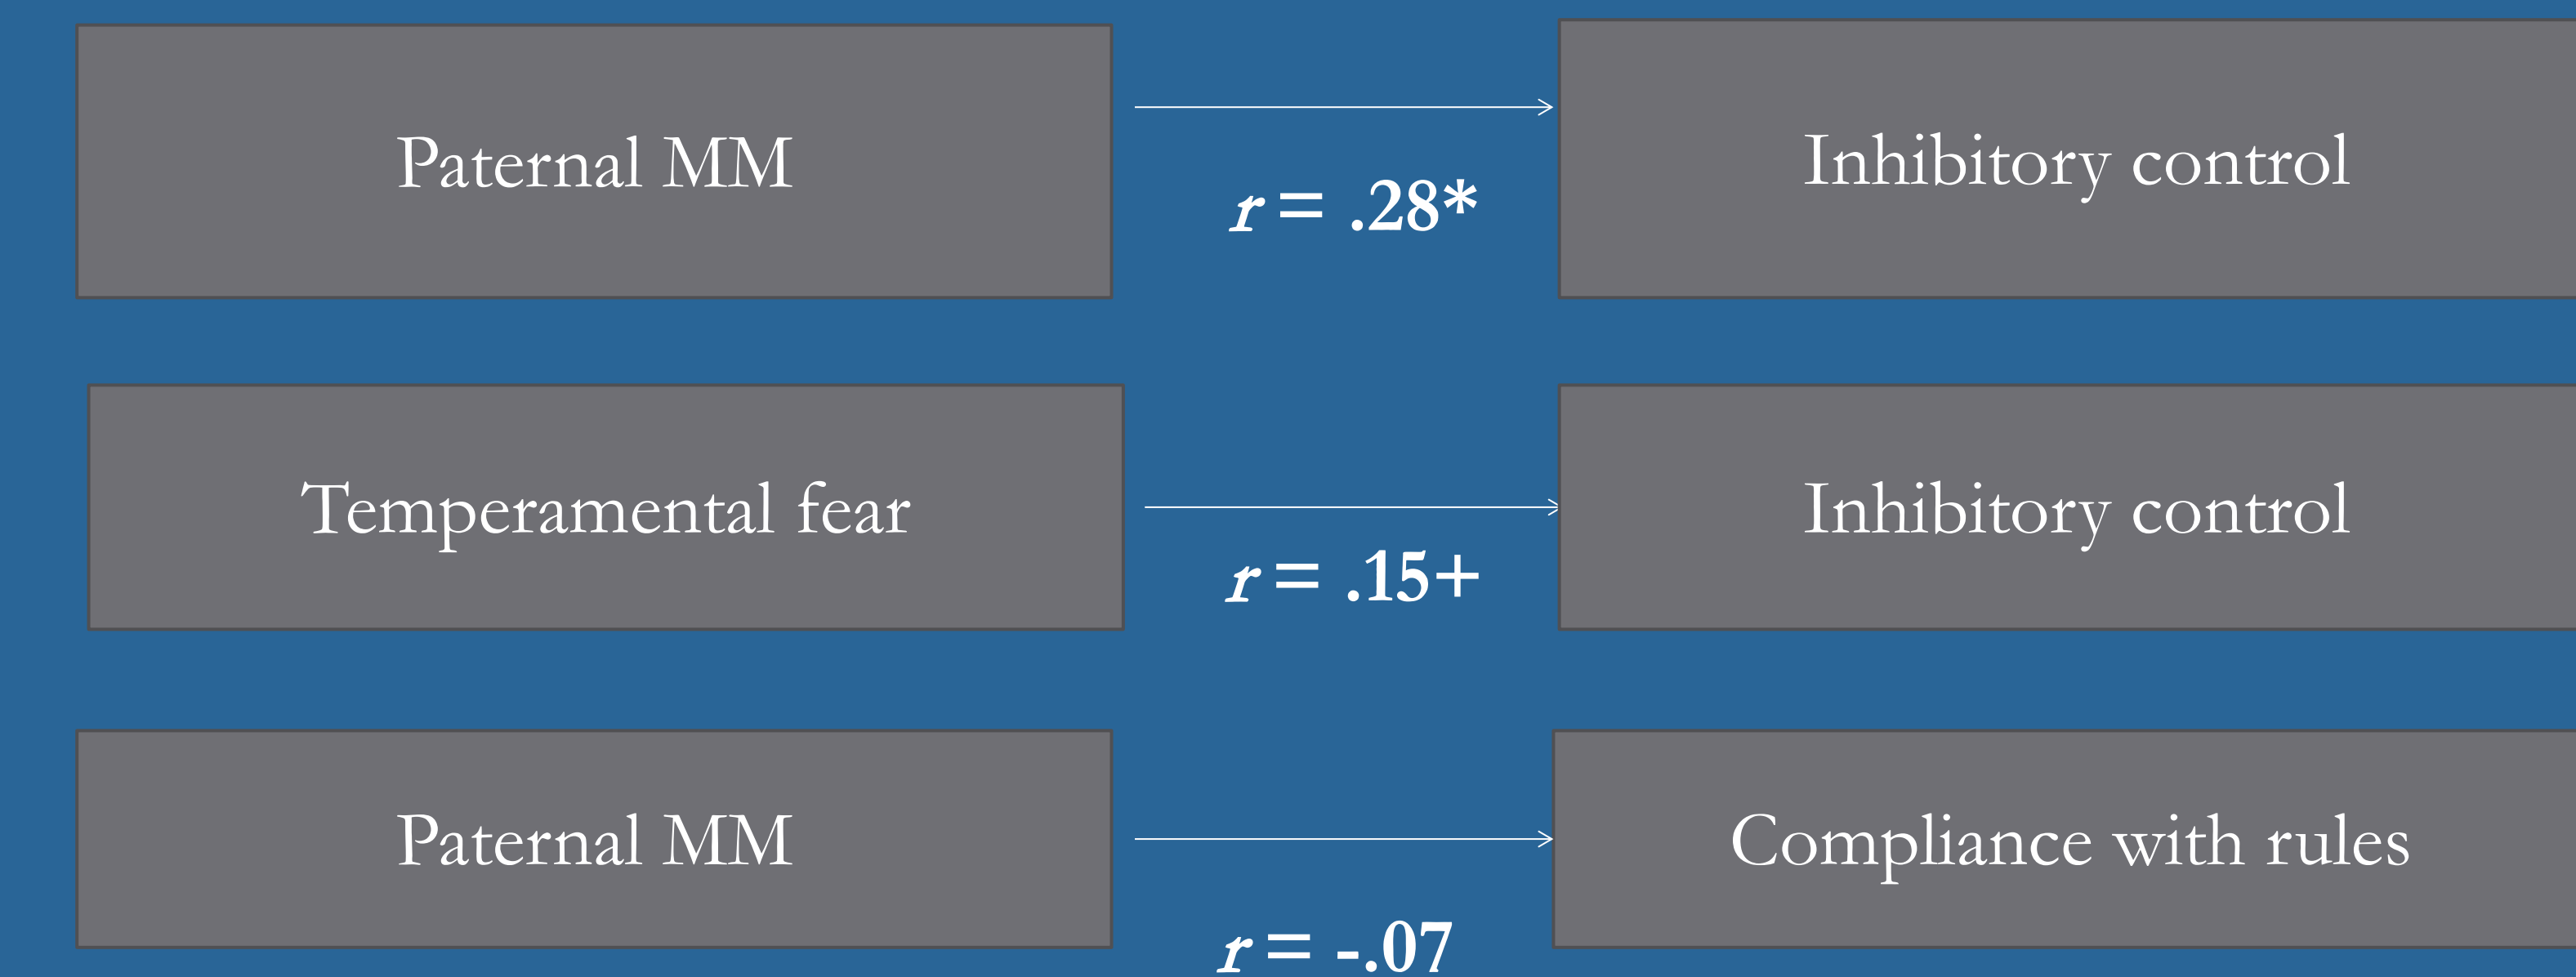 Paternal MM
r = .28*
Inhibitory control
Temperamental fear
r = .15+
Inhibitory control
Paternal MM
r = -.07
Compliance with rules